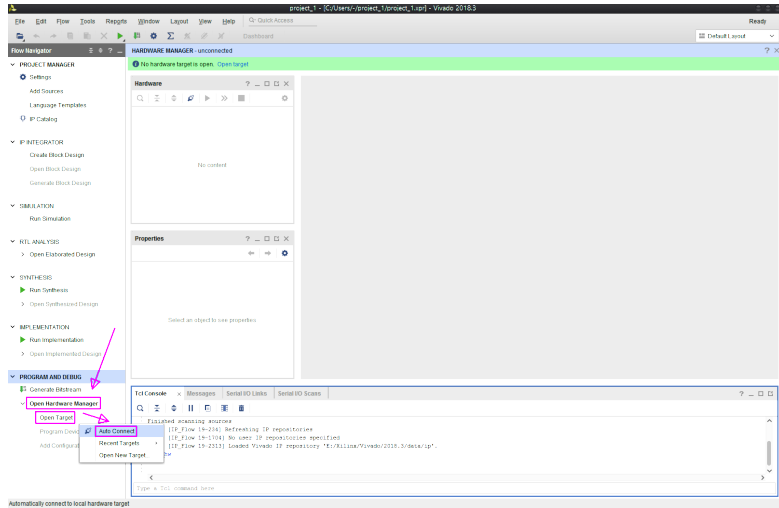 project_1 - [C:/Users/-/project_1/project_1.xpr] - Vivado 2018.3
File Edit Flow Tools Reports Window Layout View Help Quick Access Ready
Dashboard Default Layout
Flow Navigator
HARDWARE MANAGER - unconnected
No hardware target is open. Open target
PROJECT MANAGER
Settings
Add Sources
Language Templates
IP Catalog
IP INTEGRATOR
Create Block Design
Open Block Design
Generate Block Design
SIMULATION
Run Simulation
RTL ANALYSIS
Open Elaborated Design
SYNTHESIS
Run Synthesis
Open Synthesized Design
IMPLEMENTATION
Run Implementation
Open Implemented Design
PROGRAM AND DEBUG
Generate Bitstream
Open Hardware Manager
Open Target
Program Devic
Add Configurat
Auto Connect
Recent Targets
Open New Target
Hardware
No content
Properties
Select an object to see properties
Tcl Console Messages Serial I/O Links Serial I/O Scans
Finished scanning sources
[IP_Flow 19-234] Refreshing IP repositories
[IP_Flow 19-1704] No user IP repositories specified
[IP_Flow 19-2313] Loaded Vivado IP repository 'F:/Xilinx/Vivado/2018.3/data/ip'.
Type a Tcl command here
Automatically connect to local hardware target